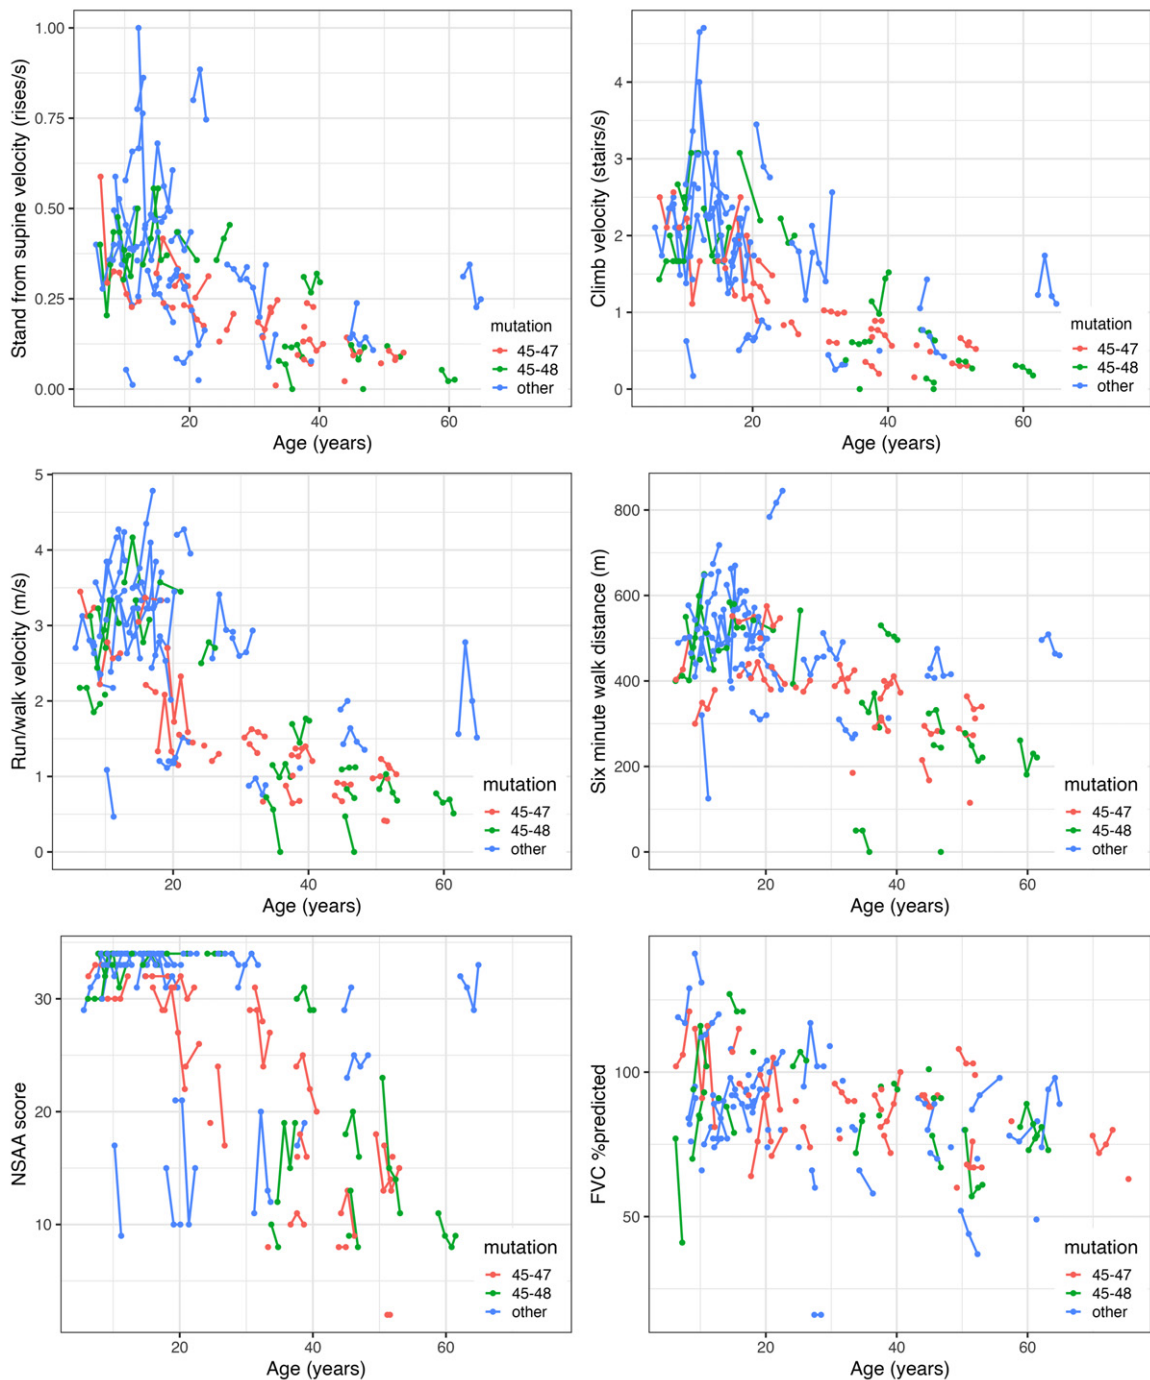 Stand from supine velocity (rises/s)
1.00
0.75
0.50
0.25
0.00
20
40
60
Age (years)
mutation
45-47
45-48
other
Climb velocity (stairs/s)
4
3
2
1
0
20
40
60
Age (years)
mutation
45-47
45-48
other
Run/walk velocity (m/s)
5
4
3
2
1
0
20
40
60
Age (years)
mutation
45-47
45-48
other
Six minute walk distance (m)
800
600
400
200
0
20
40
60
Age (years)
mutation
45-47
45-48
other
NSAA score
30
20
10
20
40
60
Age (years)
mutation
45-47
45-48
other
FVC %predicted
100
50
20
40
60
Age (years)
mutation
45-47
45-48
other